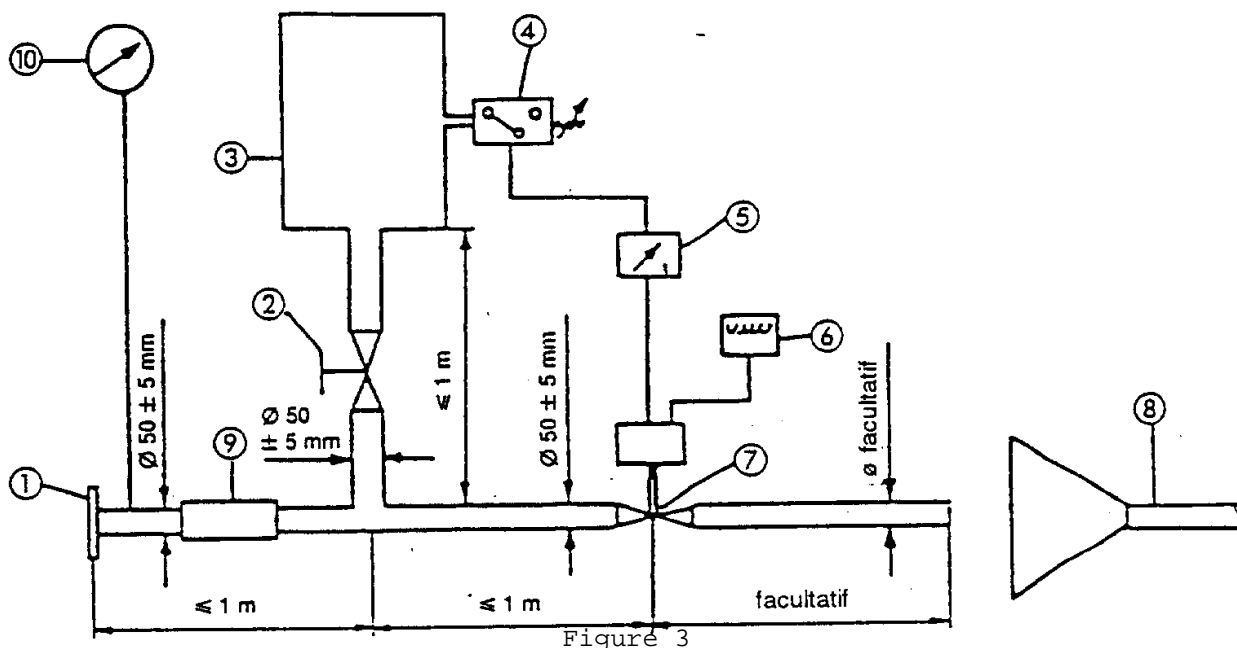 ⑩
④
③
⑤
②
⑥
Ø 50 ± 5 mm
⩽ 1 m
Ø 50
± 5 mm
Ø 50 ± 5 mm
ø facultatif
⑧
⑨
⑦
①
⩽ 1 m
⩽ 1 m
facultatif
Figure 3